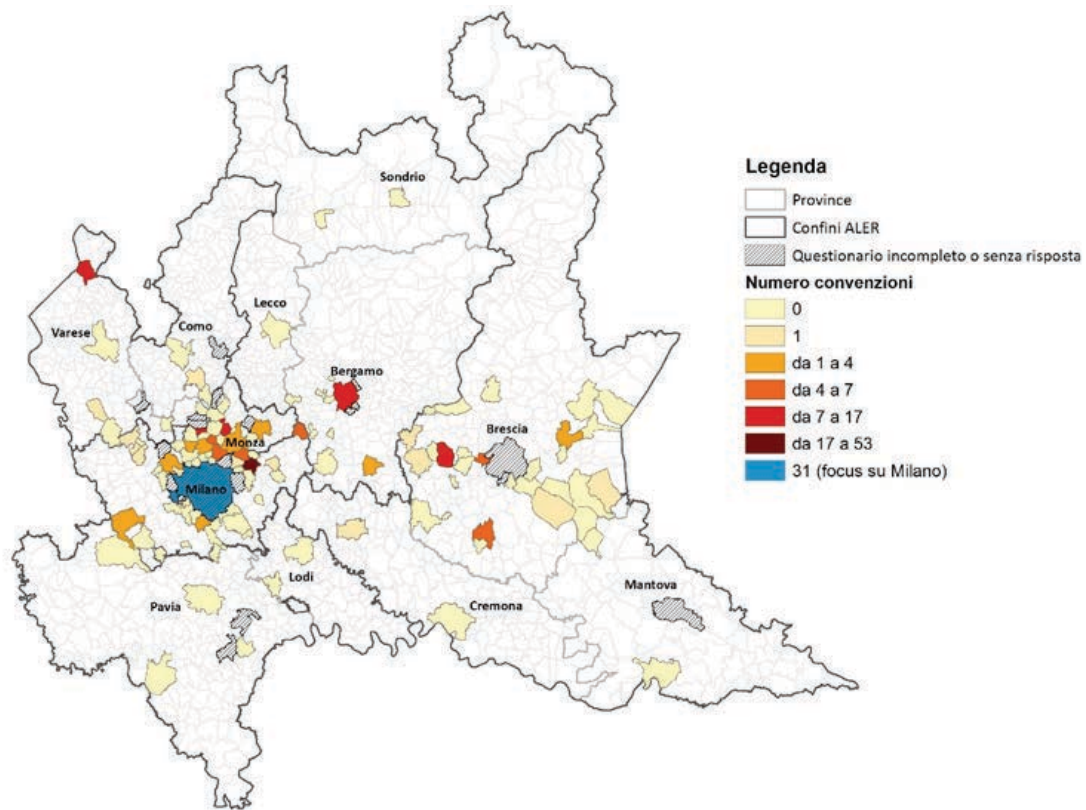 Sondrio
Lecco
Varese
Como
Bergamo
Brescia
Monza
Milano
Lodi
Pavia
Cremona
Mantova
Legenda
Province
Confini ALER
Questionario incompleto o senza risposta
Numero convenzioni
0
1
da 1 a 4
da 4 a 7
da 7 a 17
da 17 a 53
31 (focus su Milano)